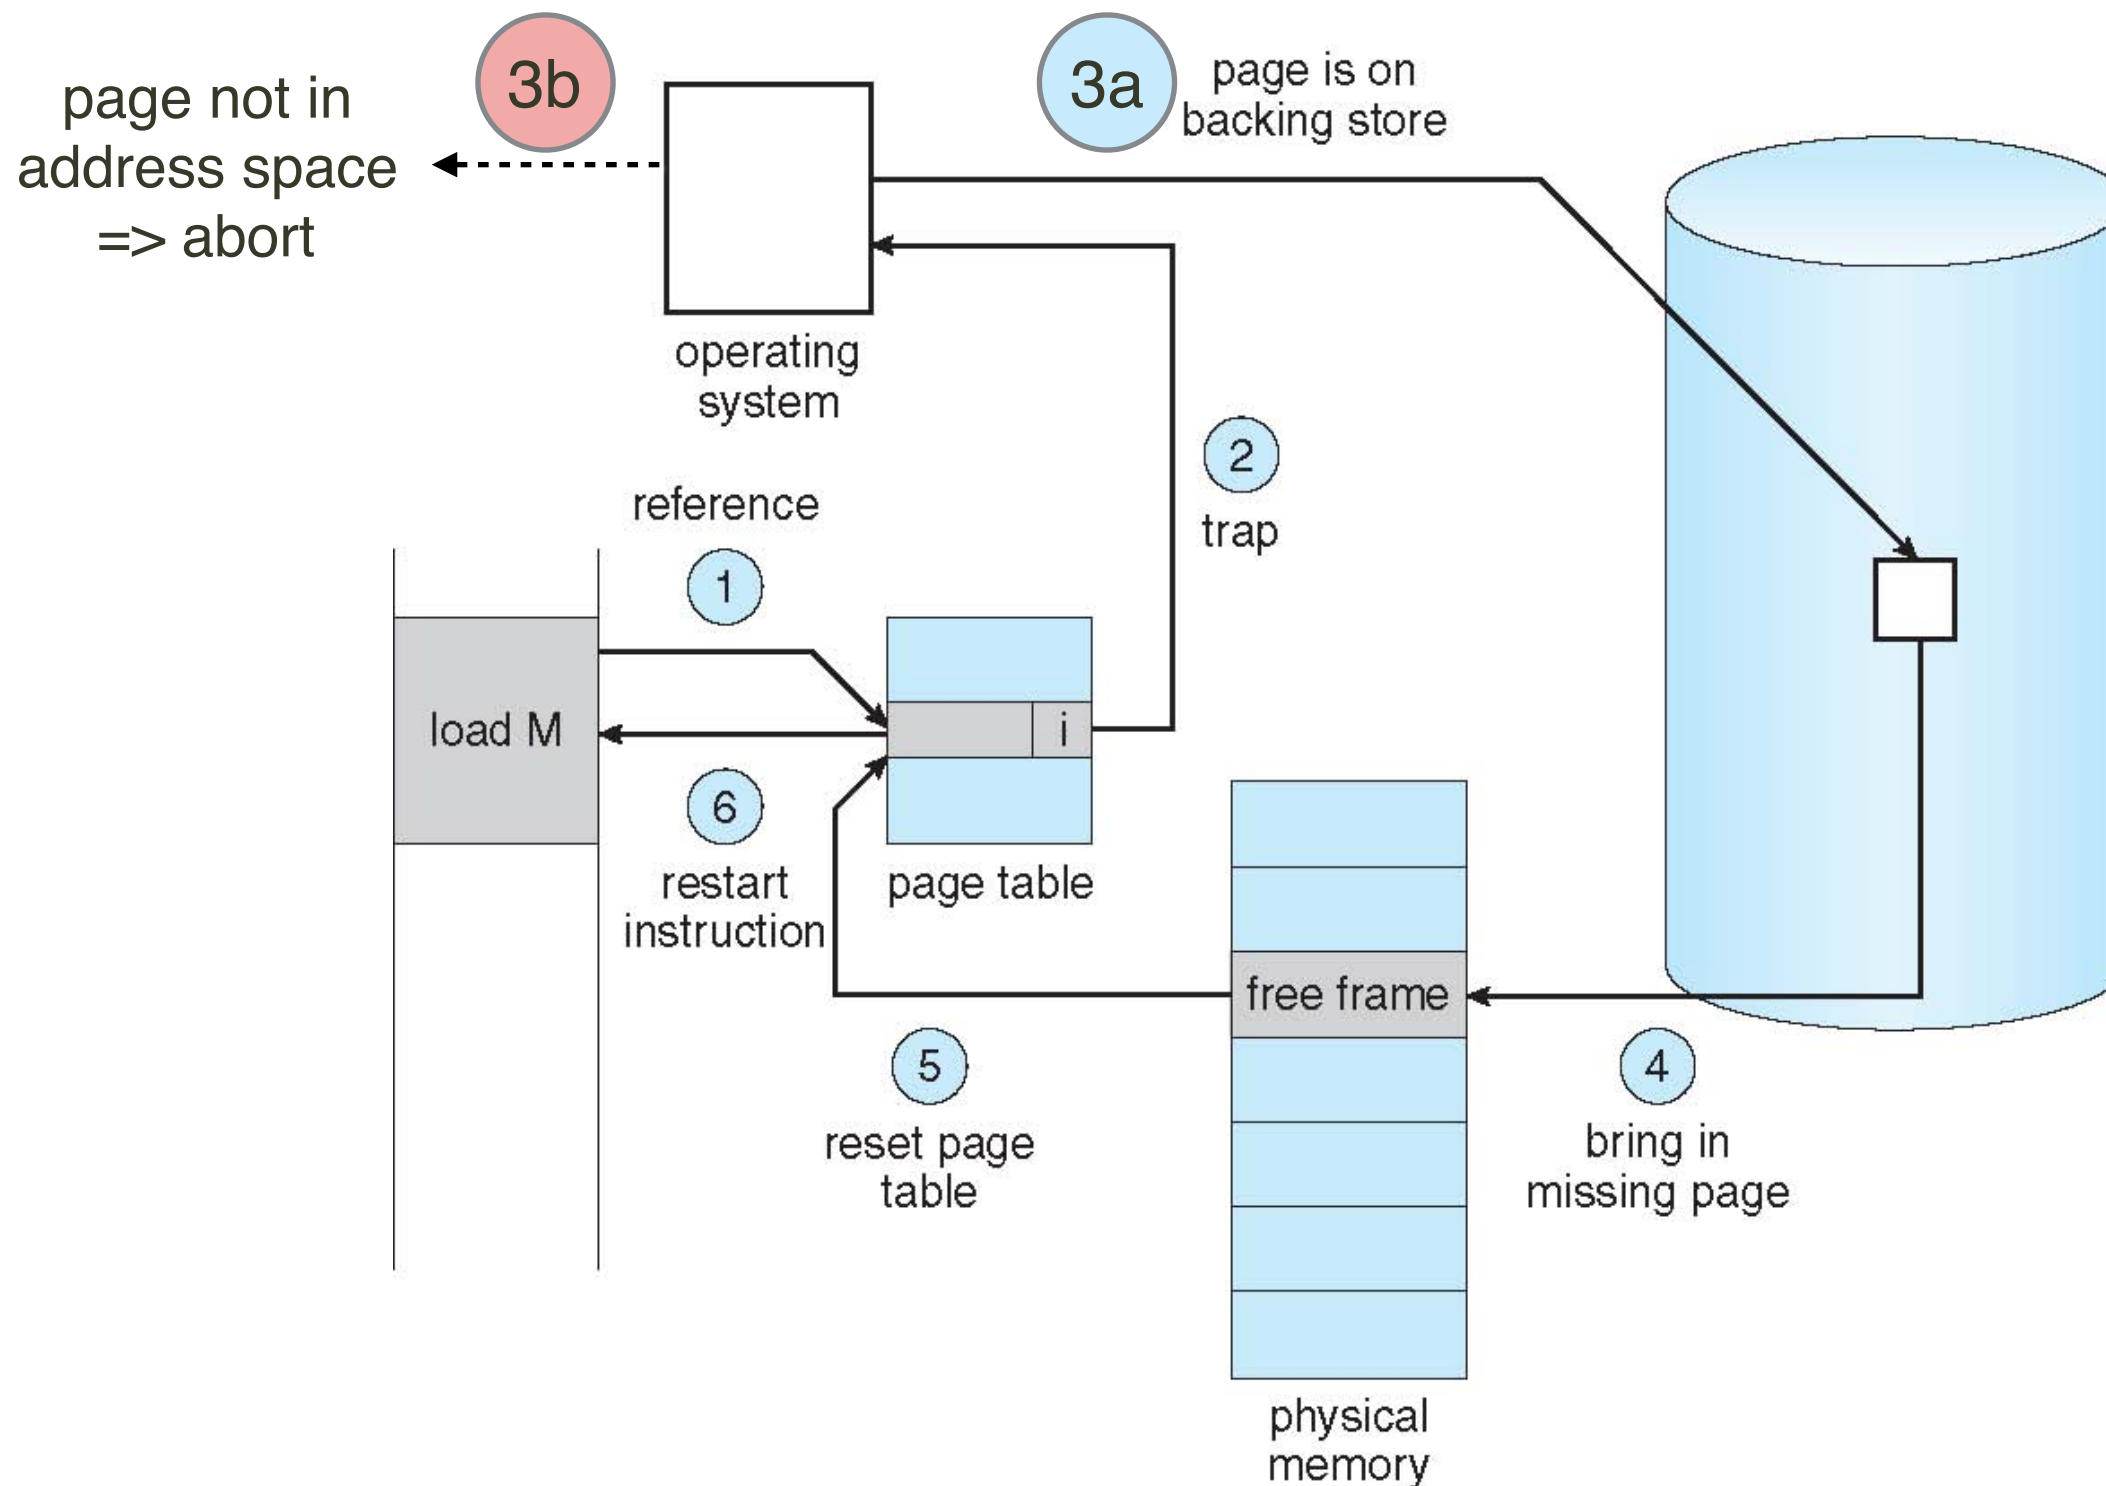 page not in
address space
=> abort
3b
3a
page is on
backing store
operating
system
2
trap
reference
1
load M
i
6
restart
instruction
page table
free frame
5
reset page
table
4
bring in
missing page
physical
memory